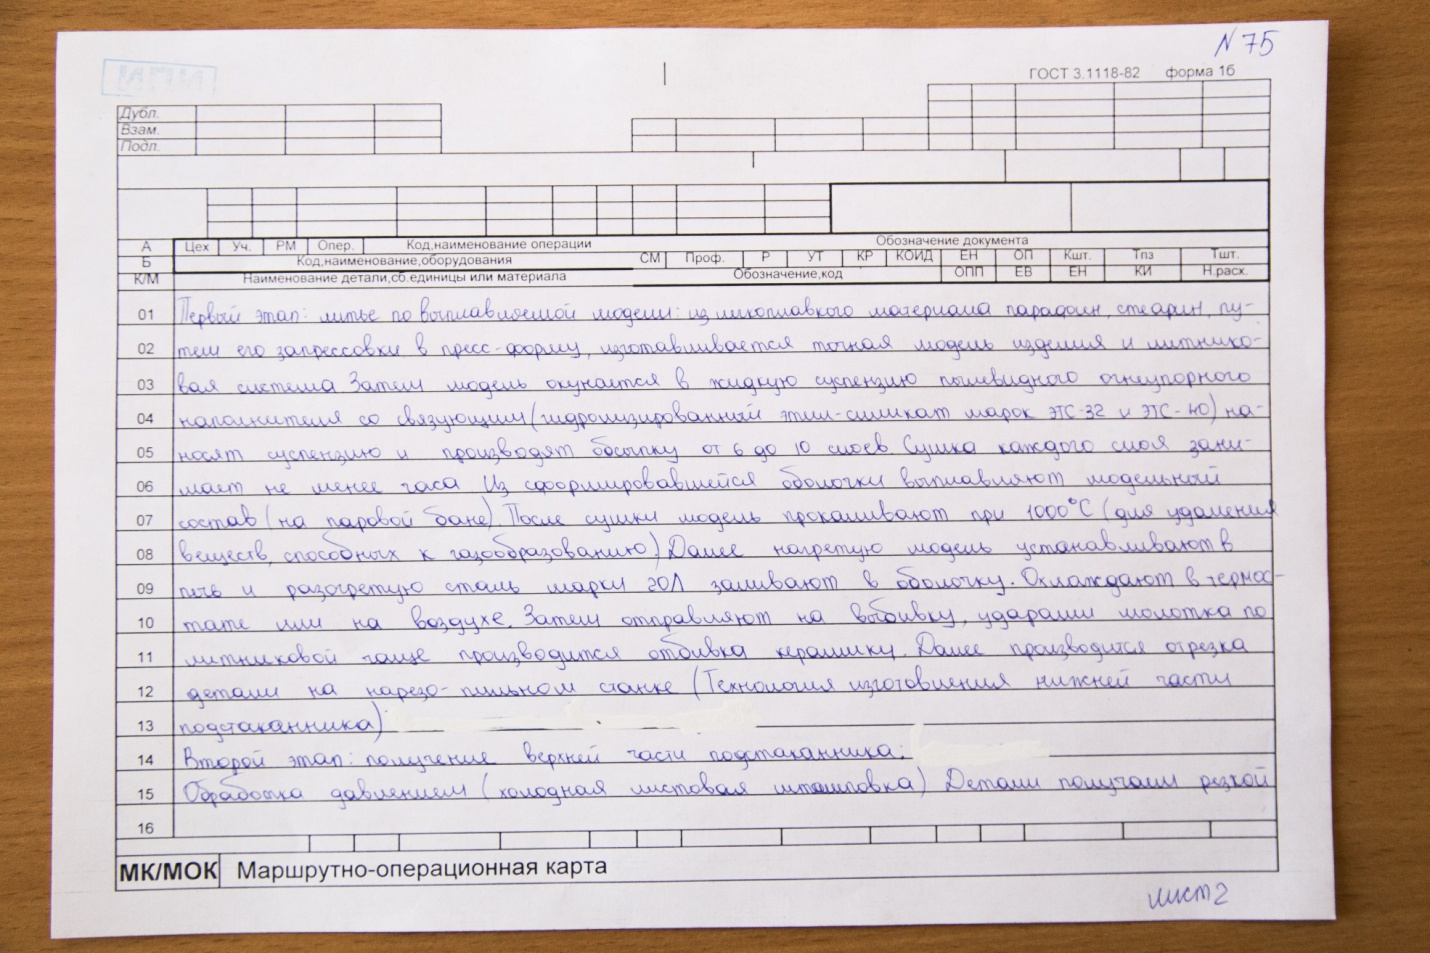 N 75
ГОСТ 3.1118-82 форма 1б
Дубл.
Взам.
Подл.
А Цех Уч. РМ Опер. Код,наименование операции Обозначение документа
Б Код,наименование,оборудования СМ Проф. Р УТ КР КОИД ЕН ОП Кшт. Тпз Тшт.
К/М Наименование детали,сб.единицы или материала Обозначение,код ОПП ЕВ ЕН КИ Н.расх.
01 Первый этап: литье по выплавляемой модели: из легкоплавкого материала парафин, стеарин, пу-
02 тем его запрессовки в пресс-форму, изготавливается точная модель изделия и литнико-
03 вая система Затем модель окунается в жидкую суспензию пылевидного огнеупорного
04 наполнителя со связующим (гидролизированный этил-силикат марок ЭТС-32 и ЭТС-40) на-
05 носят суспензию и производят обсыпку от 6 до 10 слоев Сушка каждого слоя зани-
06 мает не менее часа Из сформировавшейся оболочки выплавляют модельный
07 состав (на паровой бане). После сушки модель прокаливают при 1000°С (для удаления
08 веществ, способных к газообразованию) Далее нагретую модель устанавливают в
09 печь и разогретую сталь марки 20Л заливают в оболочку. Охлаждают в термос-
10 тате или на воздухе. Затем отправляют на выбивку, ударами молотка по
11 литниковой чаше производится отбивка керамики. Далее производится отрезка
12 детали на нарезо-пильном станке (Технология изготовления нижней части
13 подстаканника)
14 Второй этап: получение верхней части подстаканника:
15 Обработка давлением (холодная листовая штамповка) Детали получали резкой
16
МК/МОК Маршрутно-операционная карта
лист 2